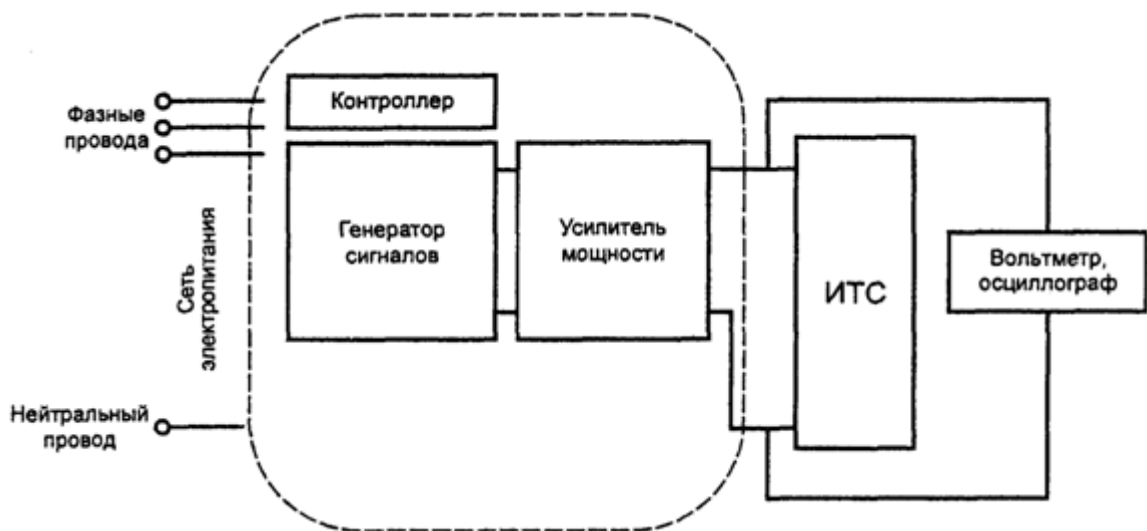 Контроллер
Фазные
провода
Генератор
сигналов
Усилитель
мощности
ИТС
Вольтметр,
осциллограф
Сеть
электропитания
Нейтральный
провод